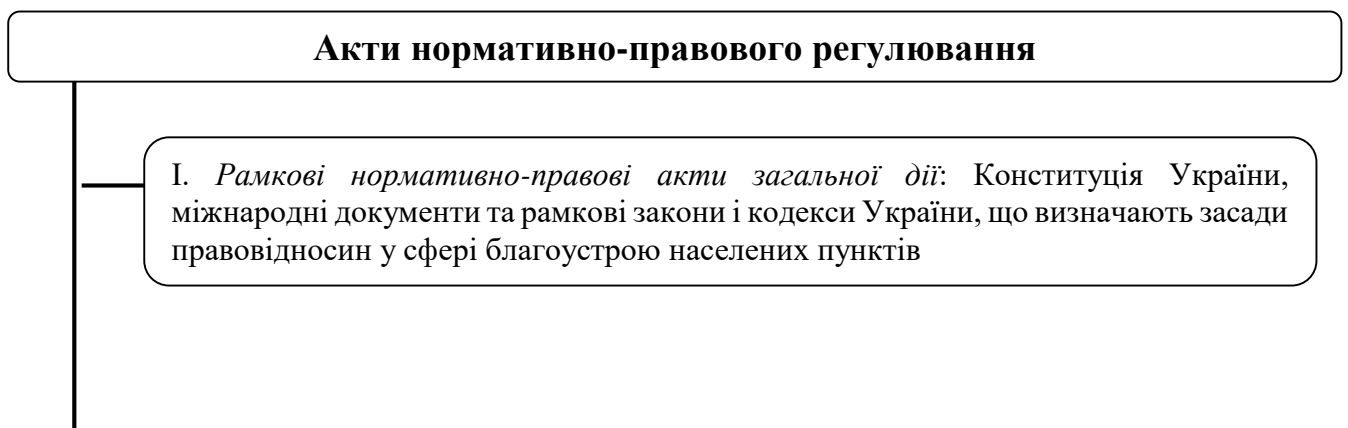 Акти нормативно-правового регулювання
І. Рамкові нормативно-правові акти загальної дії: Конституція України,
міжнародні документи та рамкові закони і кодекси України, що визначають засади
правовідносин у сфері благоустрою населених пунктів